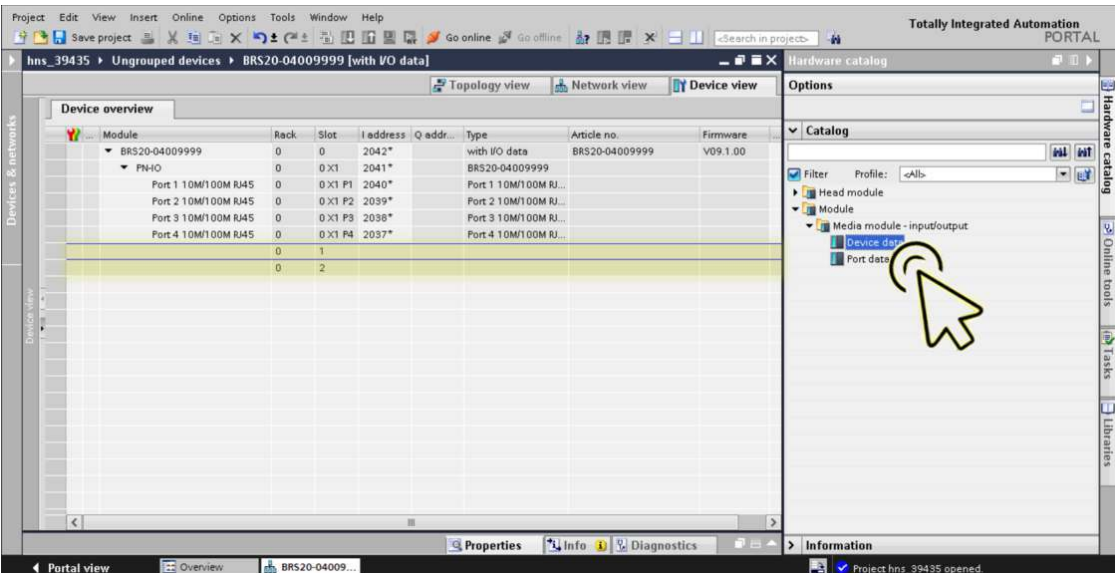 Project Edit View Insert Online Options Tools Window Help
Totally Integrated Automation
PORTAL
Save project Go online Go offline <Search in project>
hns_39435 Ungrouped devices BRS20-04009999 [with I/O data] Hardware catalog
Topology view Network view Device view Options
Device overview
... Module Rack Slot I address Q addr... Type Article no. Firmware ...
BRS20-04009999 0 0 2042* with I/O data BRS20-04009999 V09.1.00
PN-IO 0 0 X1 2041* BRS20-04009999
Port 1 10M/100M RJ45 0 0 X1 P1 2040* Port 1 10M/100M RJ...
Port 2 10M/100M RJ45 0 0 X1 P2 2039* Port 2 10M/100M RJ...
Port 3 10M/100M RJ45 0 0 X1 P3 2038* Port 3 10M/100M RJ...
Port 4 10M/100M RJ45 0 0 X1 P4 2037* Port 4 10M/100M RJ...
0 1
0 2
Catalog
Filter Profile: <All>
Head module
Module
Media module - input/output
Device data
Port data
Devices & networks
Device view
Hardware catalog
Online tools
Tasks
Libraries
Properties Info Diagnostics Information
Portal view Overview BRS20-04009... Project hns_39435 opened.